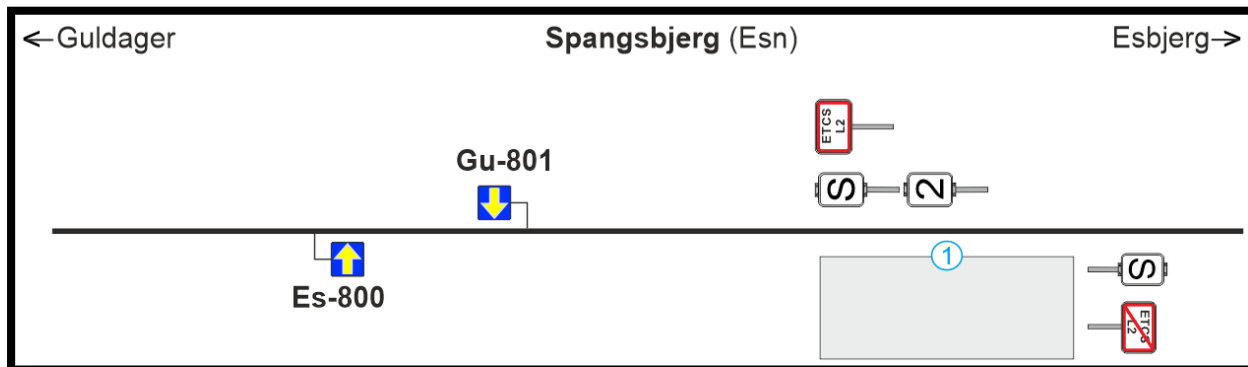 ←Guldager
Spangsbjerg (Esn)
Esbjerg→
ETCS
L2
Gu-801
S
2
1
S
Es-800
ETCS
L2